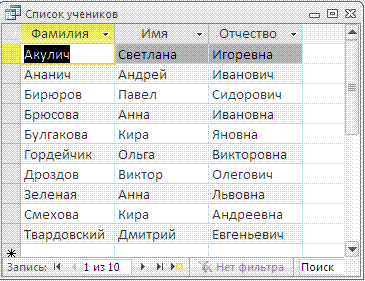 Список учеников
Фамилия Имя Отчество
Акулич Светлана Игоревна
Ананич Андрей Иванович
Бирюров Павел Сидорович
Брюсова Анна Ивановна
Булгакова Кира Яновна
Гордейчик Ольга Викторовна
Дроздов Виктор Олегович
Зеленая Анна Львовна
Смехова Кира Андреевна
Твардовский Дмитрий Евгеньевич
Запись: 1 из 10 Нет фильтра Поиск